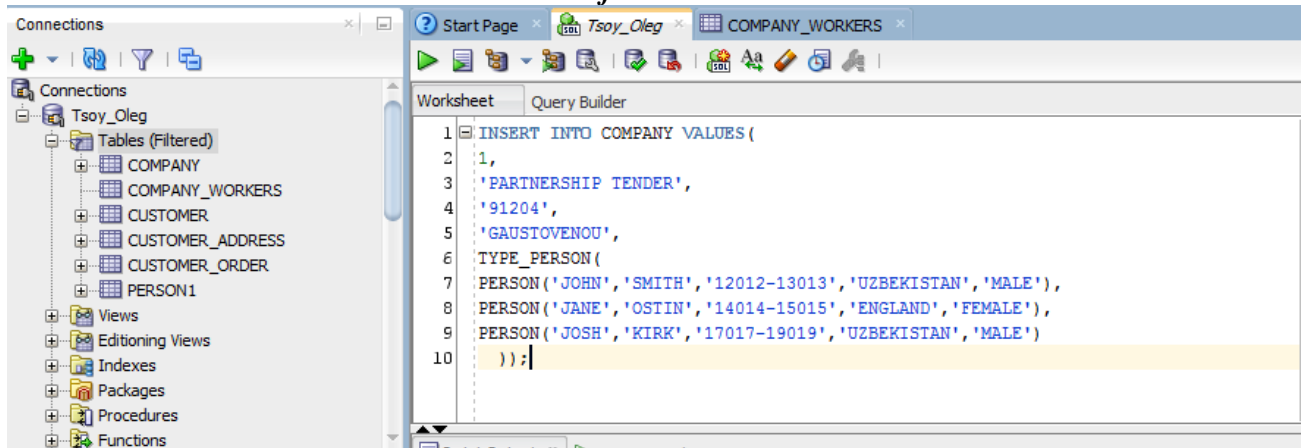 Connections
Start Page
Tsoy_Oleg
COMPANY_WORKERS
Connections
Tsoy_Oleg
Tables (Filtered)
COMPANY
COMPANY_WORKERS
CUSTOMER
CUSTOMER_ADDRESS
CUSTOMER_ORDER
PERSON1
Views
Editioning Views
Indexes
Packages
Procedures
Functions
Worksheet Query Builder
1 INSERT INTO COMPANY VALUES(
2 1,
3 'PARTNERSHIP TENDER',
4 '91204',
5 'GAUSTOVENOU',
6 TYPE_PERSON(
7 PERSON('JOHN','SMITH','12012-13013','UZBEKISTAN','MALE'),
8 PERSON('JANE','OSTIN','14014-15015','ENGLAND','FEMALE'),
9 PERSON('JOSH','KIRK','17017-19019','UZBEKISTAN','MALE')
10 ));